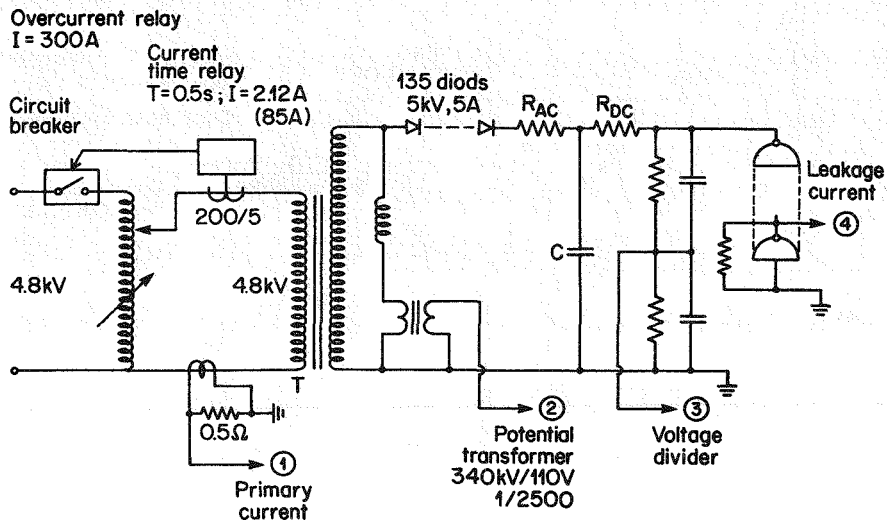 Overcurrent relay
I = 300A
Current
time relay
T=0.5s ; I=2.12A
(85A)
Circuit
breaker
135 diods
5kV, 5A
RAC
RDC
Leakage
current
④
200/5
4.8kV
4.8kV
C
T
0.5Ω
①
Primary
current
②
Potential
transformer
340kV/110V
1/2500
③
Voltage
divider